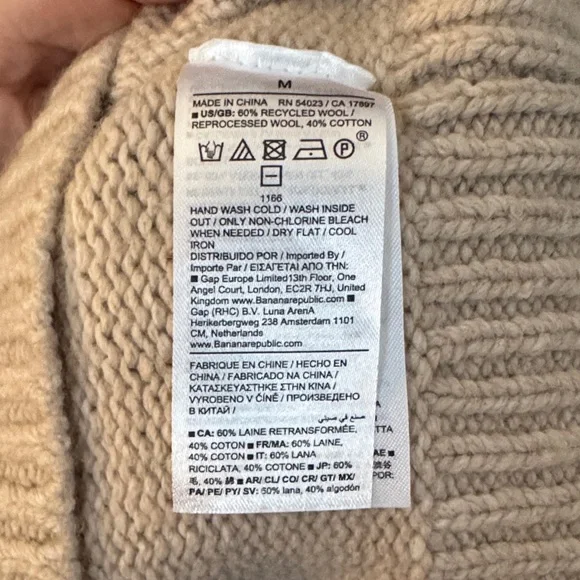 M
MADE IN CHINA RN 54023 / CA 17897
■ US/GB: 60% RECYCLED WOOL /
REPROCESSED WOOL, 40% COTTON
P ®
1166
HAND WASH COLD / WASH INSIDE
OUT / ONLY NON-CHLORINE BLEACH
WHEN NEEDED / DRY FLAT / COOL
IRON
DISTRIBUIDO POR / Imported By /
Importe Par / ΕΙΣΑΓΕΤΑΙ ΑΠΟ ΤΗΝ:
■ Gap Europe Limited13th Floor, One
Angel Court, London, EC2R 7HJ, United
Kingdom www.Bananarepublic.com ■
Gap (RHC) B.V. Luna ArenA
Herikerbergweg 238 Amsterdam 1101
CM, Netherlands
www.Bananarepublic.com
FABRIQUE EN CHINE / HECHO EN
CHINA / FABRICADO NA CHINA /
ΚΑΤΑΣΚΕΥΑΣΤΗΚΕ ΣΤΗΝ ΚΙΝΑ /
VYROBENO V ČÍNĚ / ПРОИЗВЕДЕНО
В КИТАЙ /
صنع في صيني
■ CA: 60% LAINE RETRANSFORMÉE,
40% COTON ■ FR/MA: 60% LAINE,
40% COTON ■ IT: 60% LANA
RICICLATA, 40% COTONE ■ JP: 60%
毛, 40% 綿 ■ AR/ CL/ CO/ CR/ GT/ MX/
PA/ PE/ PY/ SV: 60% lana, 40% algodón